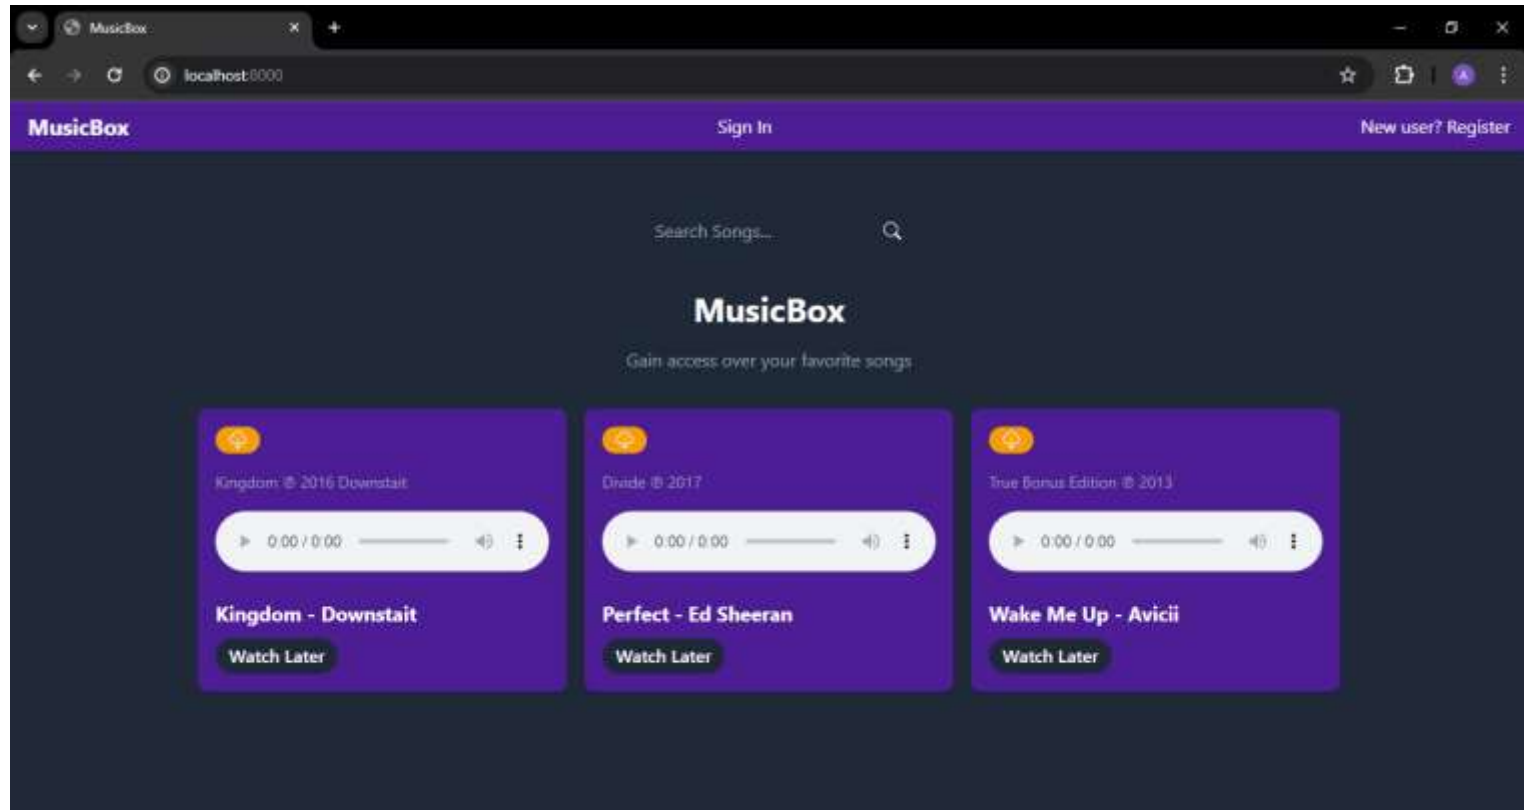 MusicBox
localhost:8000
MusicBox Sign In New user? Register
Search Songs...
MusicBox
Gain access over your favorite songs
Kingdom ℗ 2016 Downstait
0:00 / 0:00
Kingdom - Downstait
Watch Later
Divide ℗ 2017
0:00 / 0:00
Perfect - Ed Sheeran
Watch Later
True Bonus Edition ℗ 2013
0:00 / 0:00
Wake Me Up - Avicii
Watch Later